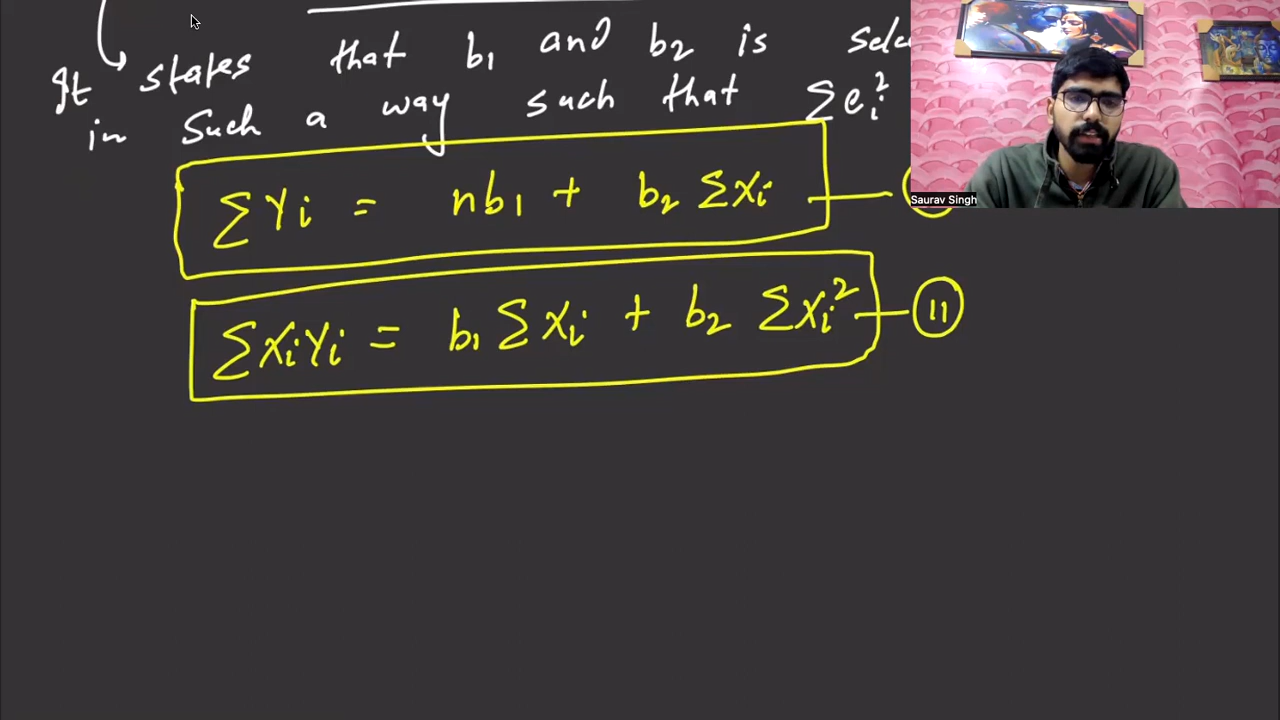 It states that b₁ and b₂ is
in such a way such that Σeᵢ²
ΣYᵢ = nb₁ + b₂ ΣXᵢ
ΣXᵢYᵢ = b₁ ΣXᵢ + b₂ ΣXᵢ² — (11)
Saurav Singh